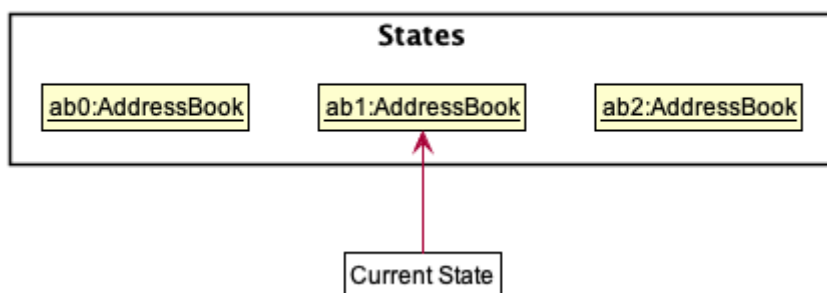 States
ab0:AddressBook
ab1:AddressBook
ab2:AddressBook
Current State